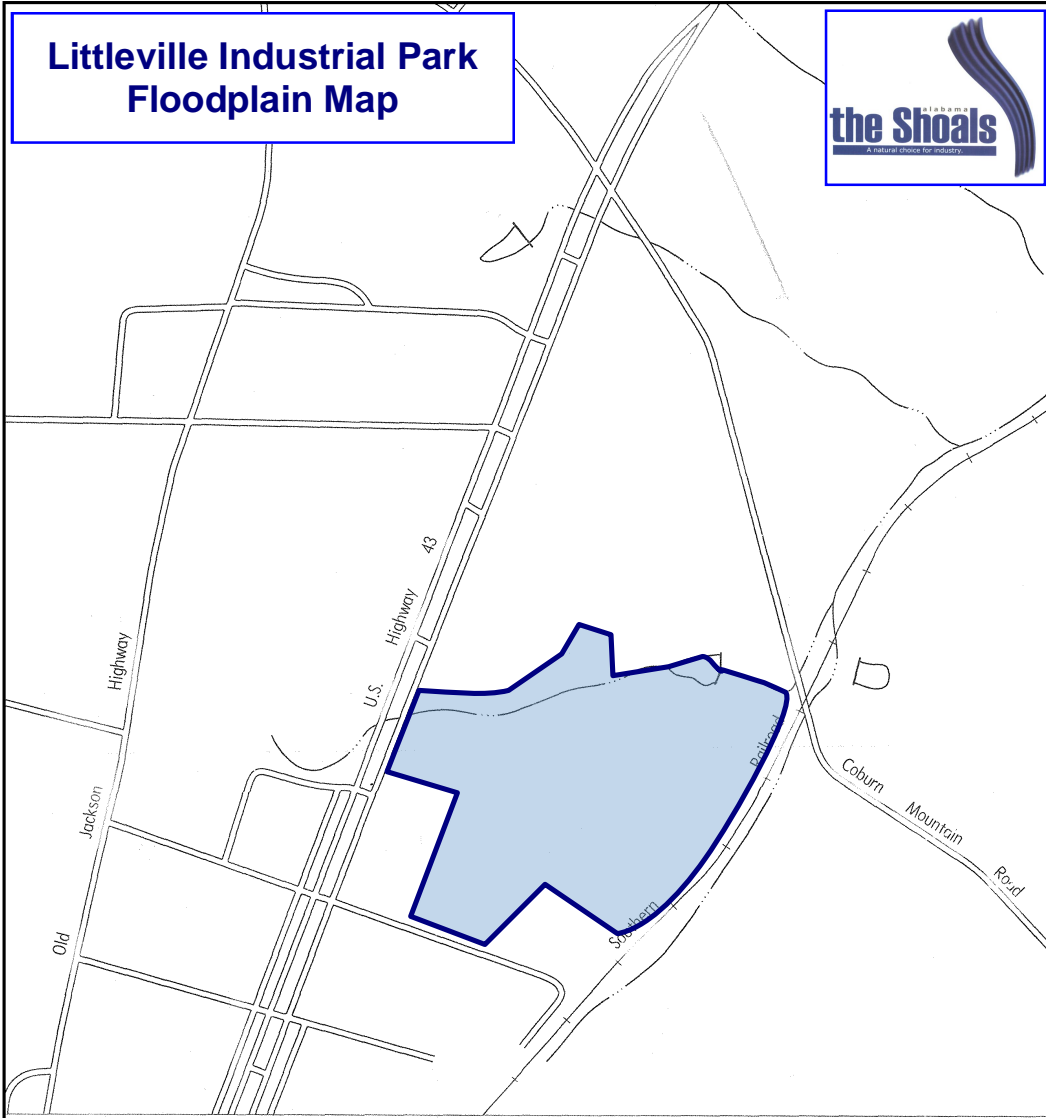 Littleville Industrial Park
Floodplain Map
alabama
the Shoals
A natural choice for industry.
43
Highway
U.S.
Highway
Jackson
Old
Railroad
Southern
Coburn
Mountain
Road